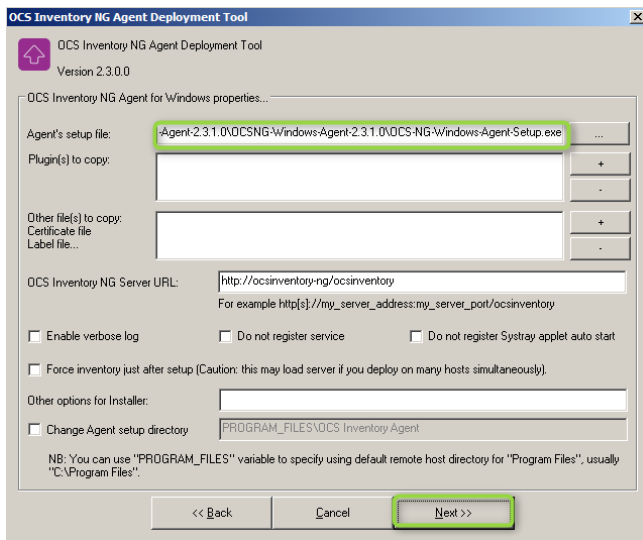 OCS Inventory NG Agent Deployment Tool
OCS Inventory NG Agent Deployment Tool
Version 2.3.0.0
OCS Inventory NG Agent for Windows properties...
Agent's setup file:
-Agent-2.3.1.0\OCSNG-Windows-Agent-2.3.1.0\OCS-NG-Windows-Agent-Setup.exe
...
Plugin(s) to copy:
+
-
Other file(s) to copy:
Certificate file
Label file...
+
-
OCS Inventory NG Server URL:
http://ocsinventory-ng/ocsinventory
For example http[s]://my_server_address:my_server_port/ocsinventory
Enable verbose log
Do not register service
Do not register Systray applet auto start
Force inventory just after setup (Caution: this may load server if you deploy on many hosts simultaneously).
Other options for Installer:
Change Agent setup directory
PROGRAM_FILES\OCS Inventory Agent
NB: You can use "PROGRAM_FILES" variable to specify using default remote host directory for "Program Files", usually
"C:\Program Files".
<< Back
Cancel
Next >>